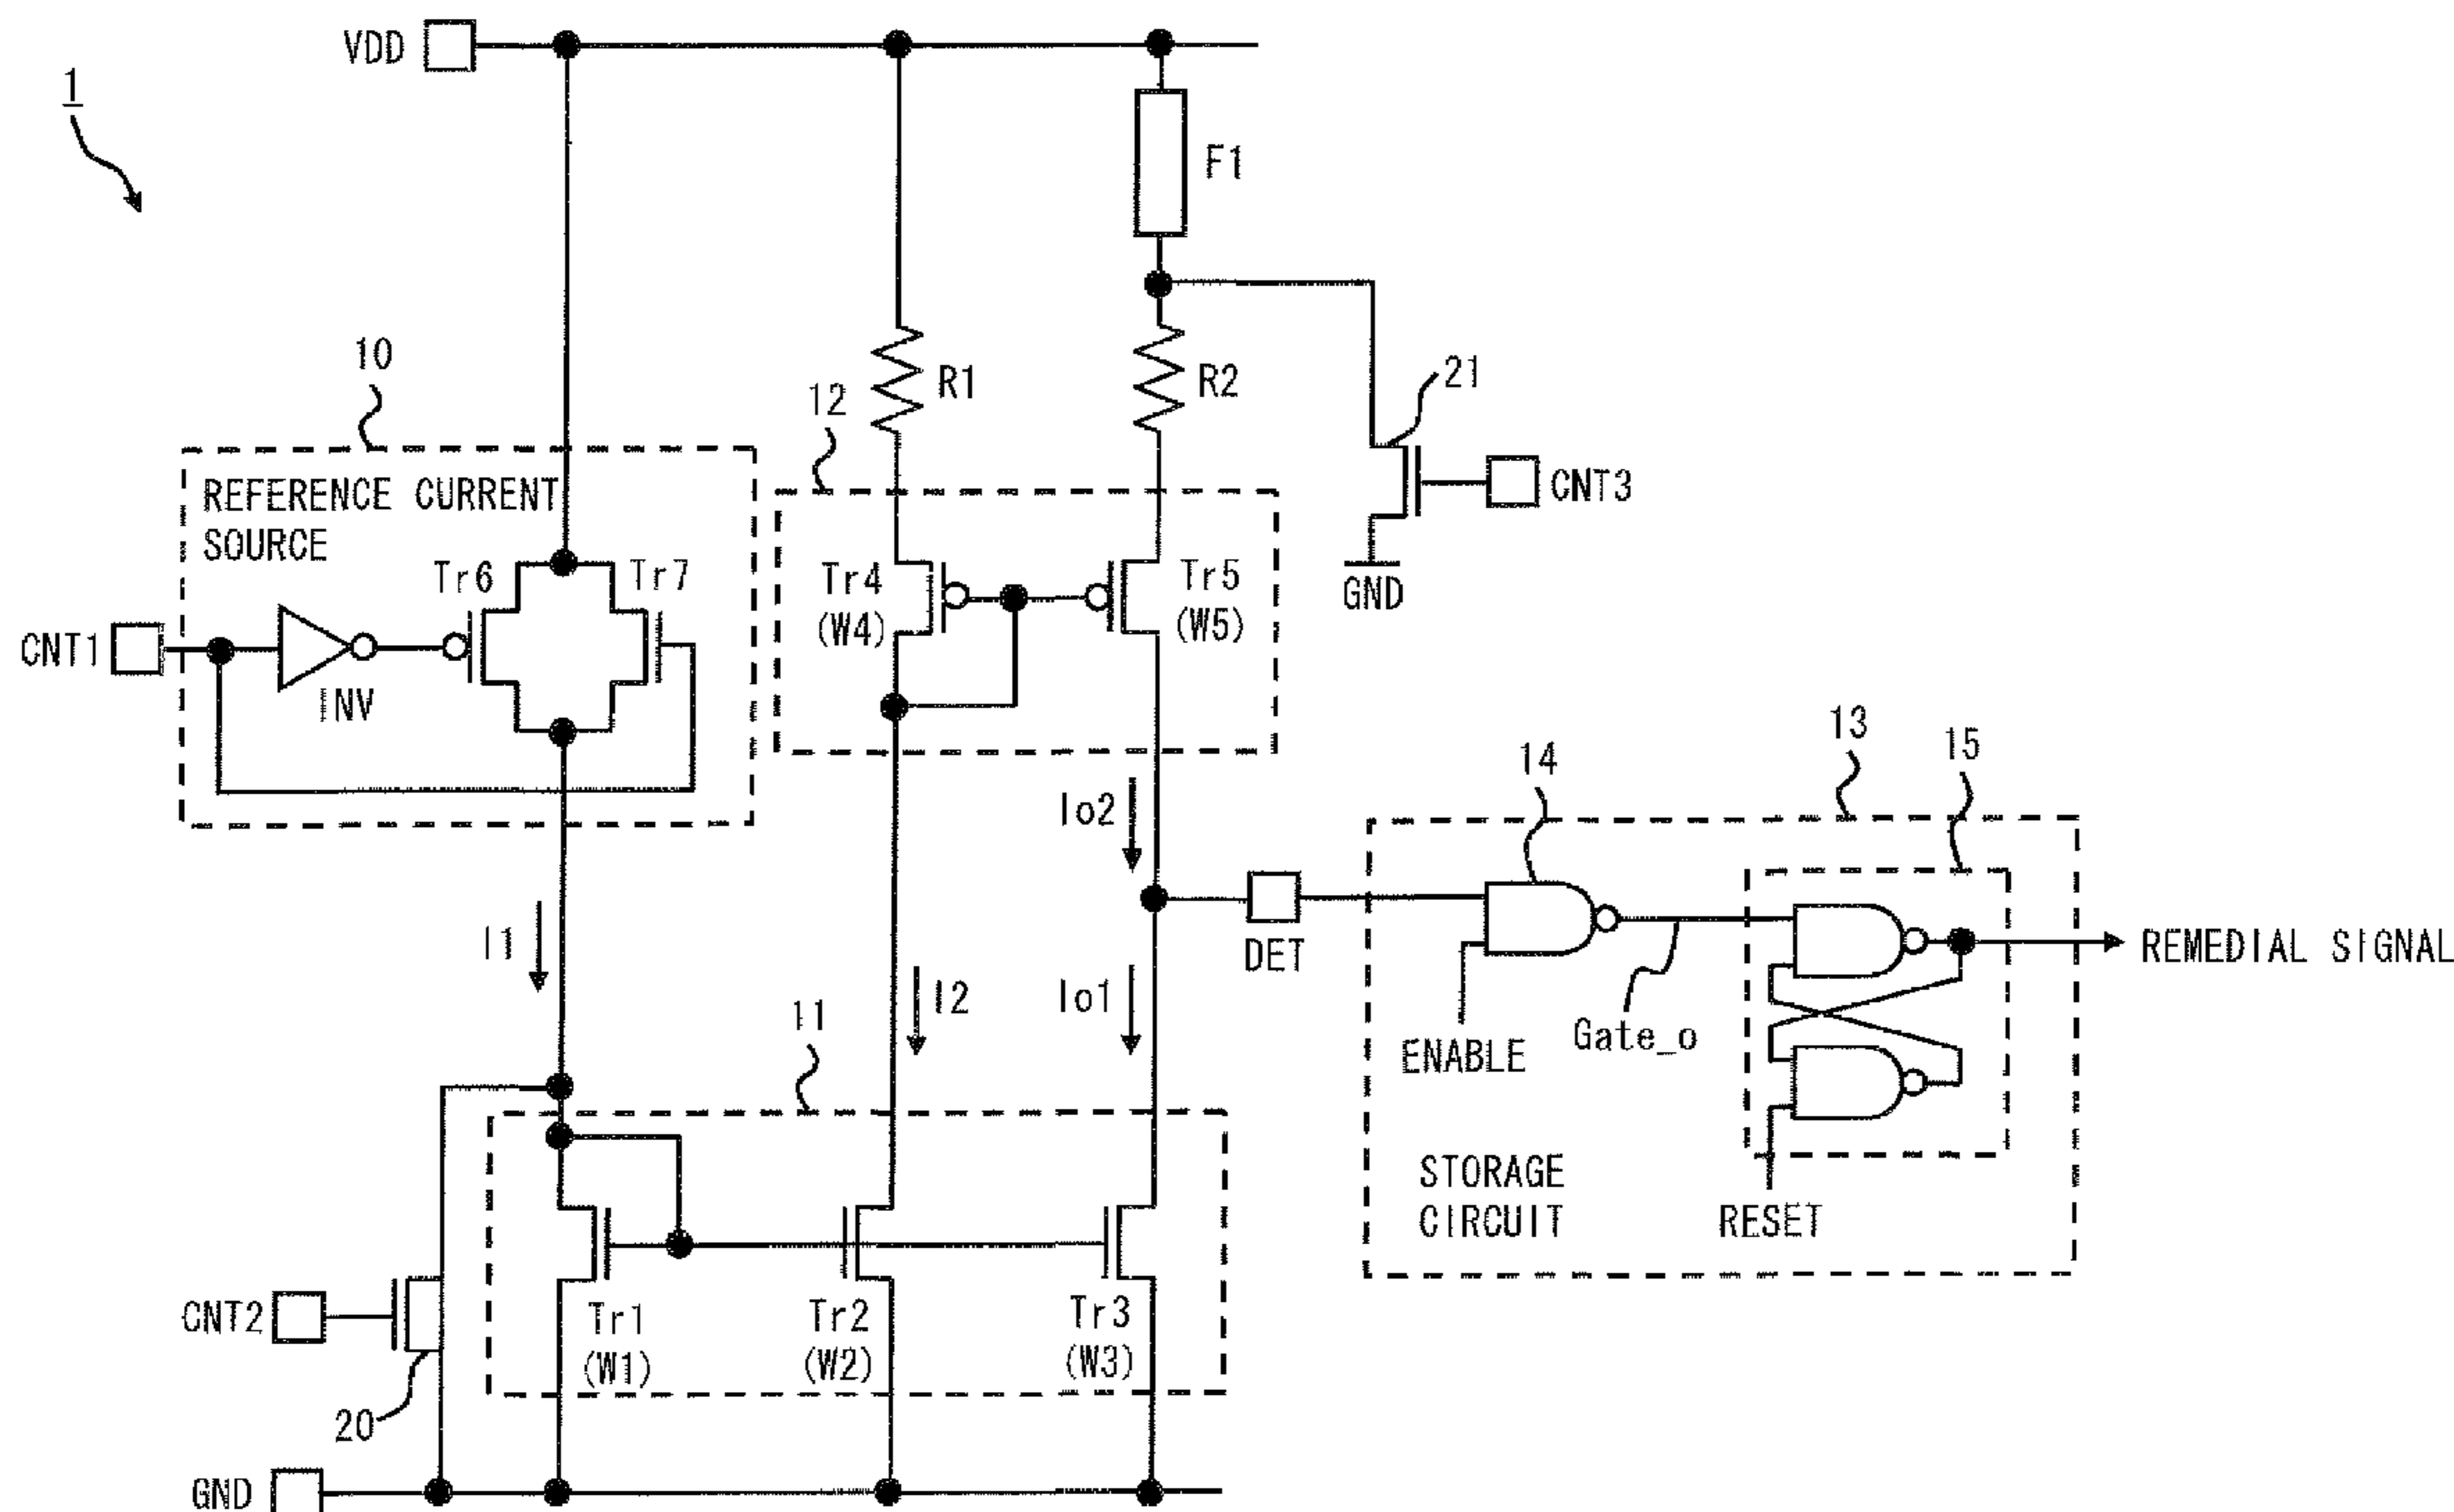 VDD
1
F1
10
12
R1
R2
21
REFERENCE CURRENT
SOURCE
CNT3
Tr6
Tr7
Tr4
(W4)
Tr5
(W5)
GND
CNT1
INV
14
13
15
Io2
DET
I1
I2
Io1
REMEDIAL SIGNAL
11
ENABLE
Gate_o
STORAGE
CIRCUIT
RESET
CNT2
Tr1
(W1)
Tr2
(W2)
Tr3
(W3)
20
GND